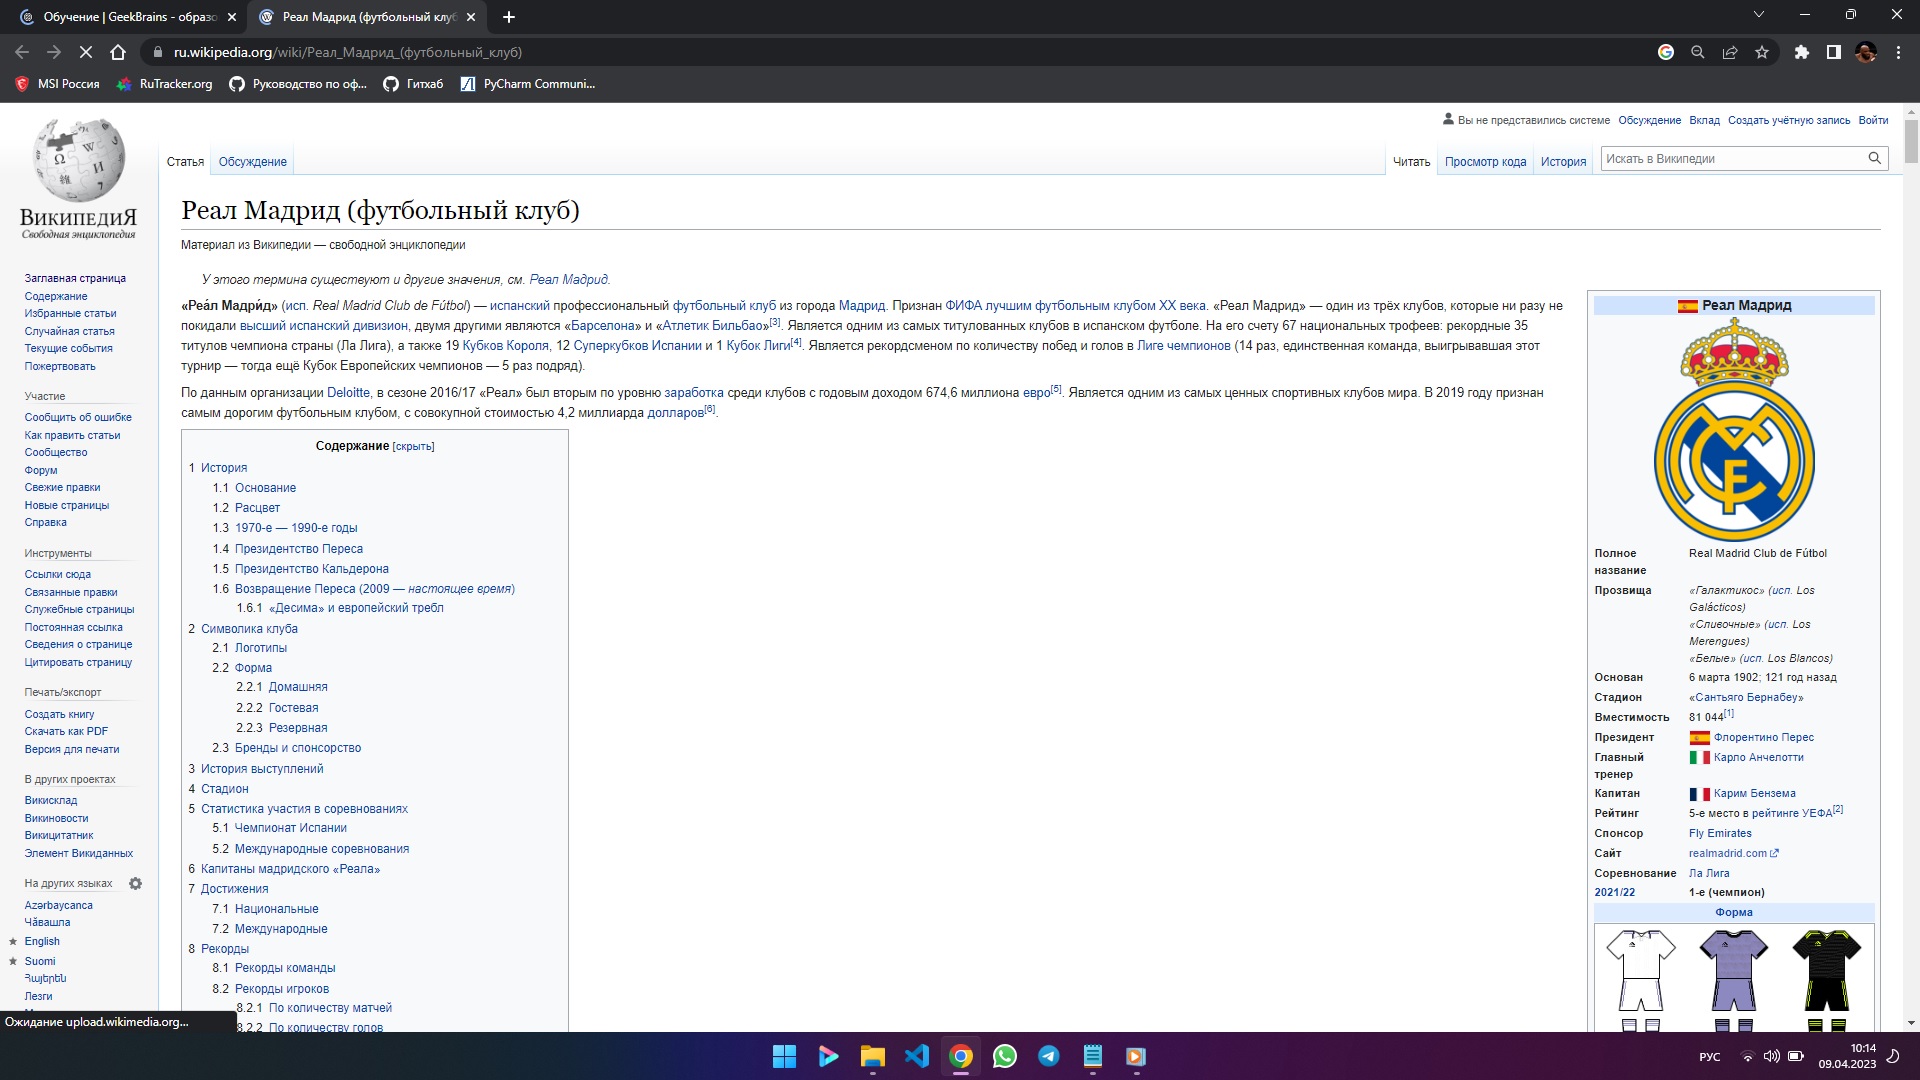 Обучение | GeekBrains - образо
Реал Мадрид (футбольный клуб
ru.wikipedia.org/wiki/Реал_Мадрид_(футбольный_клуб)
MSI Россия
RuTracker.org
Руководство по оф...
Гитхаб
PyCharm Communi...
Вы не представились системе Обсуждение Вклад Создать учётную запись Войти
Статья Обсуждение
Читать Просмотр кода История Искать в Википедии
ВикипедиЯ
Свободная энциклопедия
Заглавная страница
Содержание
Избранные статьи
Случайная статья
Текущие события
Пожертвовать
Участие
Сообщить об ошибке
Как править статьи
Сообщество
Форум
Свежие правки
Новые страницы
Справка
Инструменты
Ссылки сюда
Связанные правки
Служебные страницы
Постоянная ссылка
Сведения о странице
Цитировать страницу
Печать/экспорт
Создать книгу
Скачать как PDF
Версия для печати
В других проектах
Викисклад
Викиновости
Викицитатник
Элемент Викиданных
На других языках
Azərbaycanca
Чӑвашла
English
Suomi
Հայերեն
Лезги
Ожидание upload.wikimedia.org...
Реал Мадрид (футбольный клуб)
Материал из Википедии — свободной энциклопедии
У этого термина существуют и другие значения, см. Реал Мадрид.
«Реа́л Мадри́д» (исп. Real Madrid Club de Fútbol) — испанский профессиональный футбольный клуб из города Мадрид. Признан ФИФА лучшим футбольным клубом XX века. «Реал Мадрид» — один из трёх клубов, которые ни разу не
покидали высший испанский дивизион, двумя другими являются «Барселона» и «Атлетик Бильбао»[3]. Является одним из самых титулованных клубов в испанском футболе. На его счету 67 национальных трофеев: рекордные 35
титулов чемпиона страны (Ла Лига), а также 19 Кубков Короля, 12 Суперкубков Испании и 1 Кубок Лиги[4]. Является рекордсменом по количеству побед и голов в Лиге чемпионов (14 раз, единственная команда, выигрывавшая этот
турнир — тогда ещё Кубок Европейских чемпионов — 5 раз подряд).
По данным организации Deloitte, в сезоне 2016/17 «Реал» был вторым по уровню заработка среди клубов с годовым доходом 674,6 миллиона евро[5]. Является одним из самых ценных спортивных клубов мира. В 2019 году признан
самым дорогим футбольным клубом, с совокупной стоимостью 4,2 миллиарда долларов[6].
Содержание [скрыть]
1 История
1.1 Основание
1.2 Расцвет
1.3 1970-е — 1990-е годы
1.4 Президентство Переса
1.5 Президентство Кальдерона
1.6 Возвращение Переса (2009 — настоящее время)
1.6.1 «Десима» и европейский требл
2 Символика клуба
2.1 Логотипы
2.2 Форма
2.2.1 Домашняя
2.2.2 Гостевая
2.2.3 Резервная
2.3 Бренды и спонсорство
3 История выступлений
4 Стадион
5 Статистика участия в соревнованиях
5.1 Чемпионат Испании
5.2 Международные соревнования
6 Капитаны мадридского «Реала»
7 Достижения
7.1 Национальные
7.2 Международные
8 Рекорды
8.1 Рекорды команды
8.2 Рекорды игроков
8.2.1 По количеству матчей
8.2.2 По количеству голов
Реал Мадрид
Полное название Real Madrid Club de Fútbol
Прозвища «Галактикос» (исп. Los
Galácticos)
«Сливочные» (исп. Los
Merengues)
«Белые» (исп. Los Blancos)
Основан 6 марта 1902; 121 год назад
Стадион «Сантьяго Бернабеу»
Вместимость 81 044[1]
Президент Флорентино Перес
Главный тренер Карло Анчелотти
Капитан Карим Бензема
Рейтинг 5-е место в рейтинге УЕФА[2]
Спонсор Fly Emirates
Сайт realmadrid.com
Соревнование Ла Лига
2021/22 1-е (чемпион)
Форма
РУС
10:14
09.04.2023